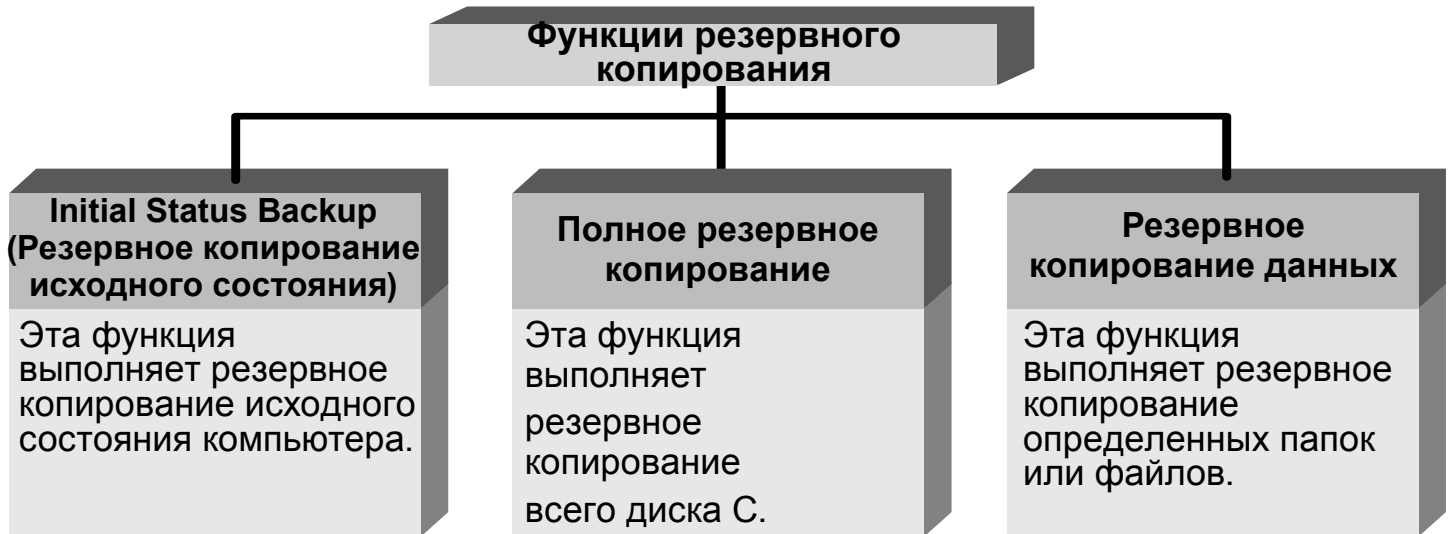 Функции резервного
копирования
Initial Status Backup
(Резервное копирование
исходного состояния)
Эта функция
выполняет резервное
копирование исходного
состояния компьютера.
Полное резервное
копирование
Эта функция
выполняет
резервное
копирование
всего диска С.
Резервное
копирование данных
Эта функция
выполняет резервное
копирование
определенных папок
или файлов.